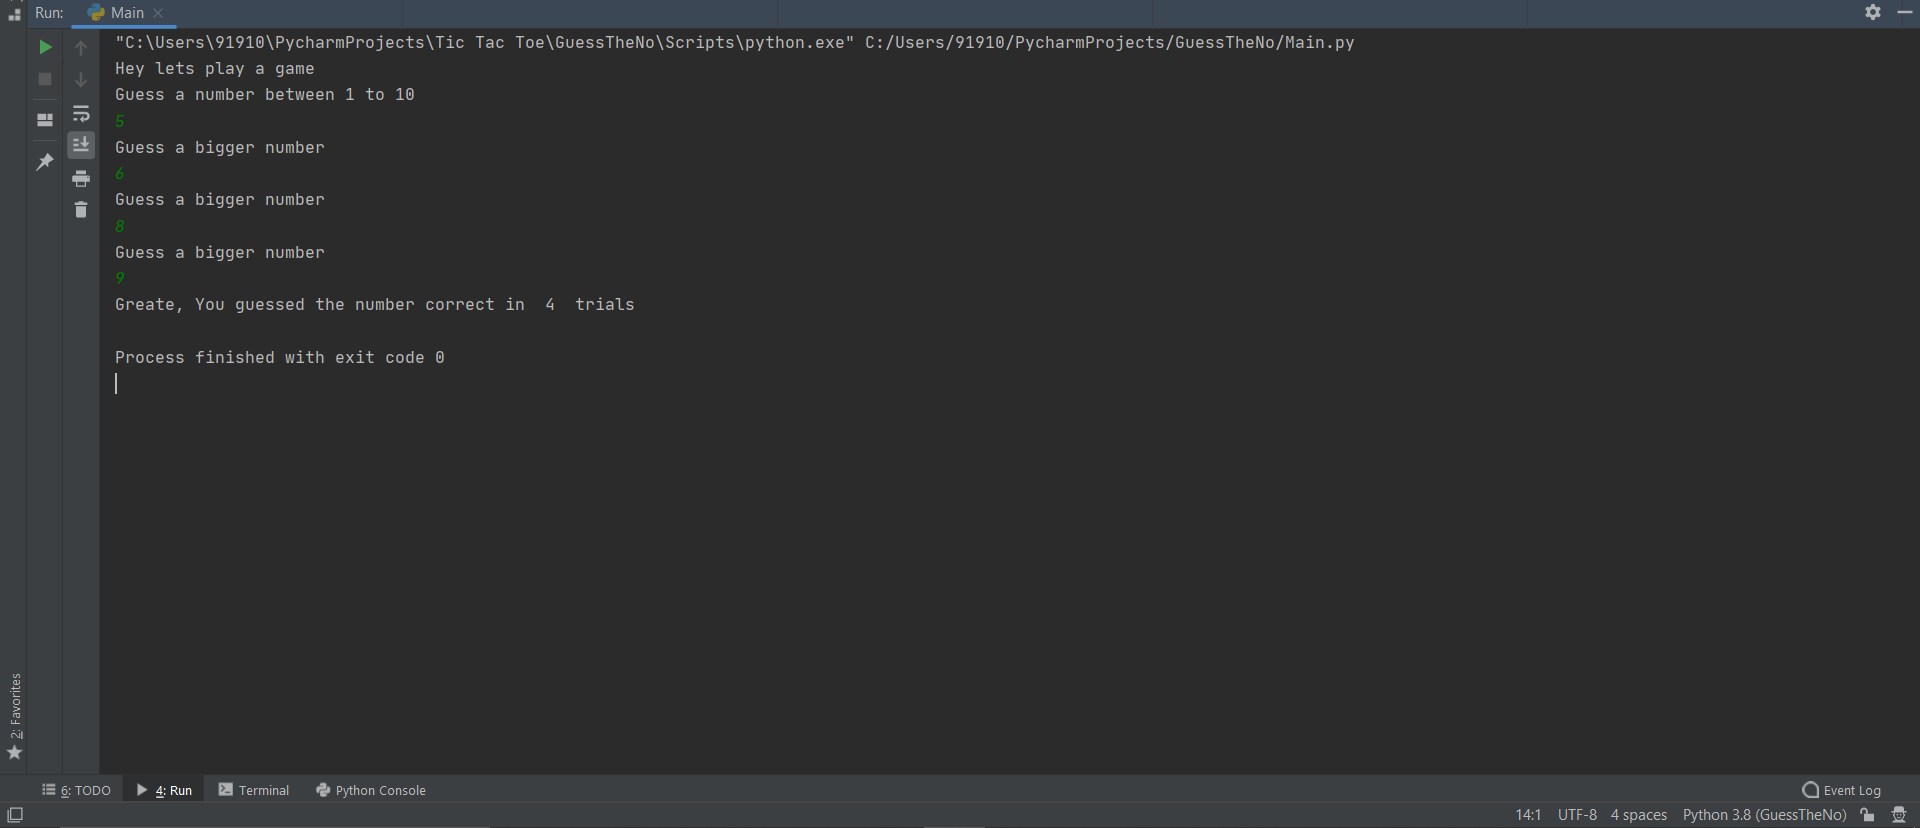 Run: Main
"C:\Users\91910\PycharmProjects\Tic Tac Toe\GuessTheNo\Scripts\python.exe" C:/Users/91910/PycharmProjects/GuessTheNo/Main.py
Hey lets play a game
Guess a number between 1 to 10
5
Guess a bigger number
6
Guess a bigger number
8
Guess a bigger number
9
Greate, You guessed the number correct in  4  trials
Process finished with exit code 0
2: Favorites
6: TODO 4: Run Terminal Python Console Event Log
14:1 UTF-8 4 spaces Python 3.8 (GuessTheNo)